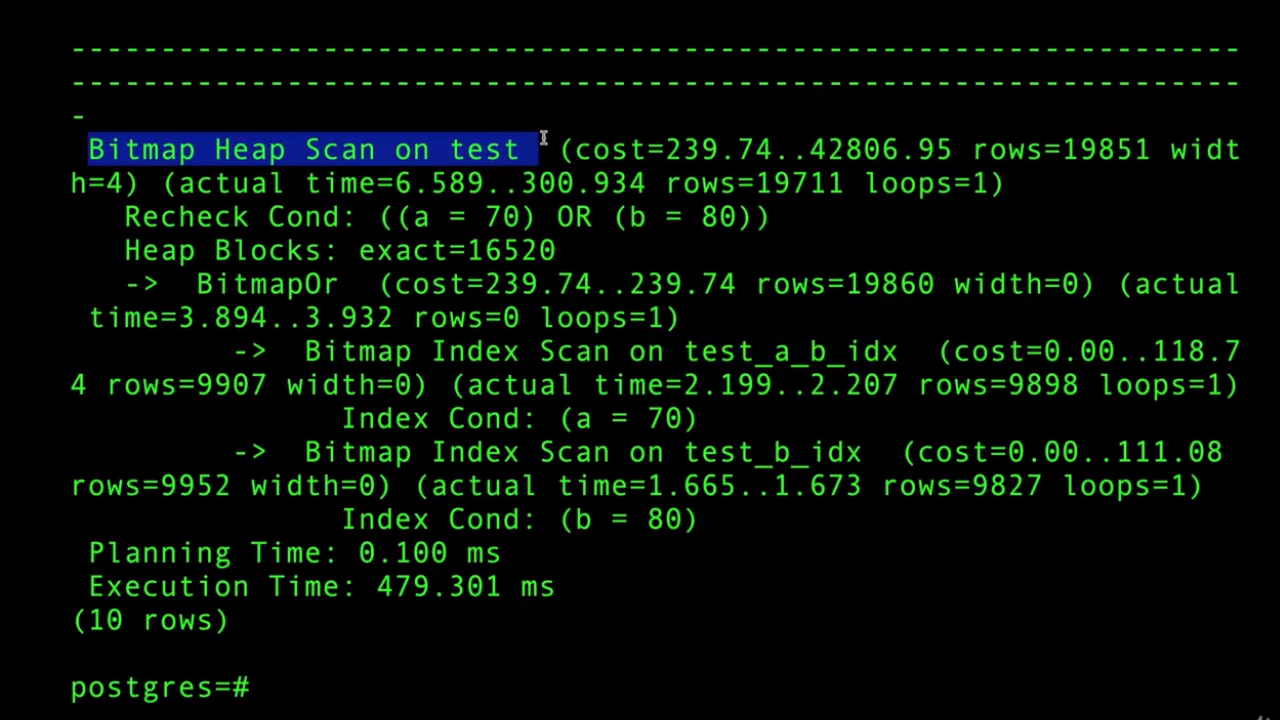 -----------------------------------------------------------------
-----------------------------------------------------------------
-
Bitmap Heap Scan on test  (cost=239.74..42806.95 rows=19851 widt
h=4) (actual time=6.589..300.934 rows=19711 loops=1)
Recheck Cond: ((a = 70) OR (b = 80))
Heap Blocks: exact=16520
->  BitmapOr  (cost=239.74..239.74 rows=19860 width=0) (actual
time=3.894..3.932 rows=0 loops=1)
->  Bitmap Index Scan on test_a_b_idx  (cost=0.00..118.7
4 rows=9907 width=0) (actual time=2.199..2.207 rows=9898 loops=1)
Index Cond: (a = 70)
->  Bitmap Index Scan on test_b_idx  (cost=0.00..111.08
rows=9952 width=0) (actual time=1.665..1.673 rows=9827 loops=1)
Index Cond: (b = 80)
Planning Time: 0.100 ms
Execution Time: 479.301 ms
(10 rows)
postgres=#